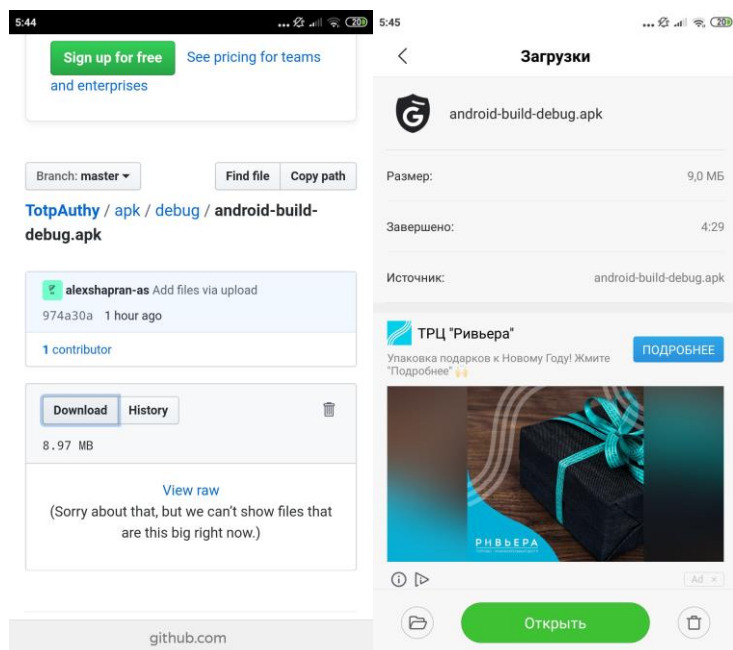 5:44
20
Sign up for free
See pricing for teams
and enterprises
Branch: master
Find file
Copy path
TotpAuthy / apk / debug / android-build-
debug.apk
alexshapran-as Add files via upload
974a30a 1 hour ago
1 contributor
Download
History
8.97 MB
View raw
(Sorry about that, but we can't show files that
are this big right now.)
github.com
5:45
20
Загрузки
android-build-debug.apk
Размер:
9,0 МБ
Завершено:
4:29
Источник:
android-build-debug.apk
ТРЦ "Ривьера"
Упаковка подарков к Новому Году! Жмите
"Подробнее"🙌
ПОДРОБНЕЕ
РИВЬЕРА
Ad ×
Открыть